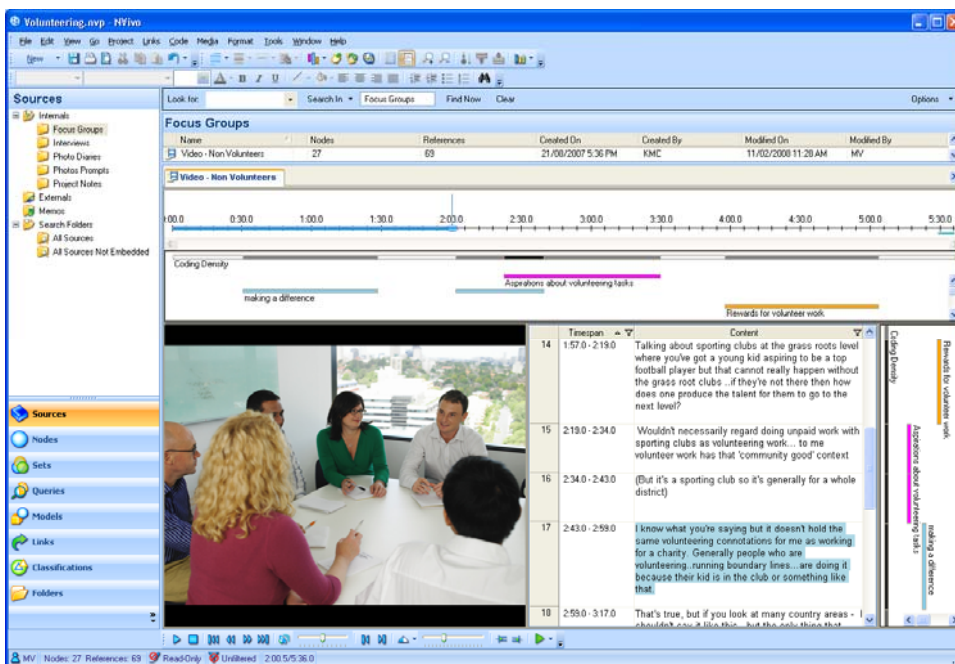 Volunteering.nvp - NVivo
File Edit View Go Project Links Code Media Format Tools Window Help
New
A B I U
Sources
Look for: Search In Focus Groups Find Now Clear Options
Internals
Focus Groups
Interviews
Photo Diaries
Photos Prompts
Project Notes
Externals
Memos
Search Folders
All Sources
All Sources Not Embedded
Focus Groups
Name Nodes References Created On Created By Modified On Modified By
Video - Non Volunteers 27 69 21/08/2007 5:36 PM KMC 11/02/2008 11:28 AM MV
Video - Non Volunteers
00.0 0:30.0 1:00.0 1:30.0 2:00.0 2:30.0 3:00.0 3:30.0 4:00.0 4:30.0 5:00.0 5:30.0
Coding Density
Aspirations about volunteering tasks
making a difference
Rewards for volunteer work
Timespan Content
14 1:57.0 - 2:19.0 Talking about sporting clubs at the grass roots level
where you've got a young kid aspiring to be a top
football player but that cannot really happen without
the grass root clubs ..if they're not there then how
does one produce the talent for them to go to the
next level?
15 2:19.0 - 2:34.0 Wouldn't necessarily regard doing unpaid work with
sporting clubs as volunteering work... to me
volunteer work has that 'community good' context
16 2:34.0 - 2:43.0 (But it's a sporting club so it's generally for a whole
district)
17 2:43.0 - 2:59.0 I know what you're saying but it doesn't hold the
same volunteering connotations for me as working
for a charity. Generally people who are
volunteering..running boundary lines...are doing it
because their kid is in the club or something like
that.
18 2:59.0 - 3:17.0 That's true, but if you look at many country areas - I
shouldn't say it like this...but the only thing that
Coding Density
Rewards for volunteer work
Aspirations about volunteering tasks
making a difference
Sources
Nodes
Sets
Queries
Models
Links
Classifications
Folders
MV Nodes: 27 References: 69 Read-Only Unfiltered 2:00.5/5:36.0